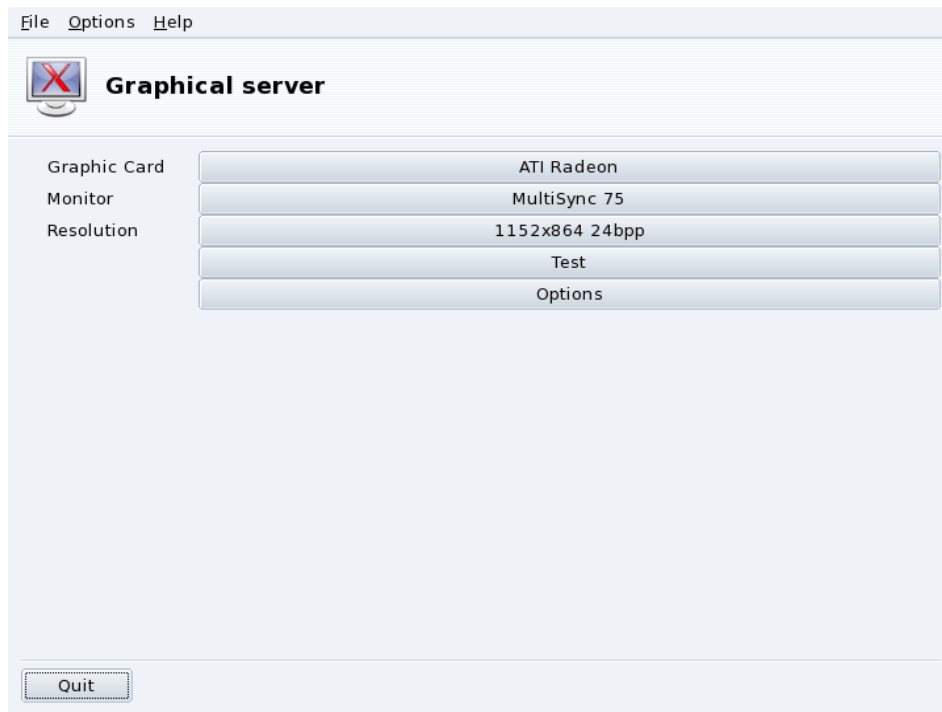 File Options Help
Graphical server
Graphic Card ATI Radeon
Monitor MultiSync 75
Resolution 1152x864 24bpp
Test
Options
Quit